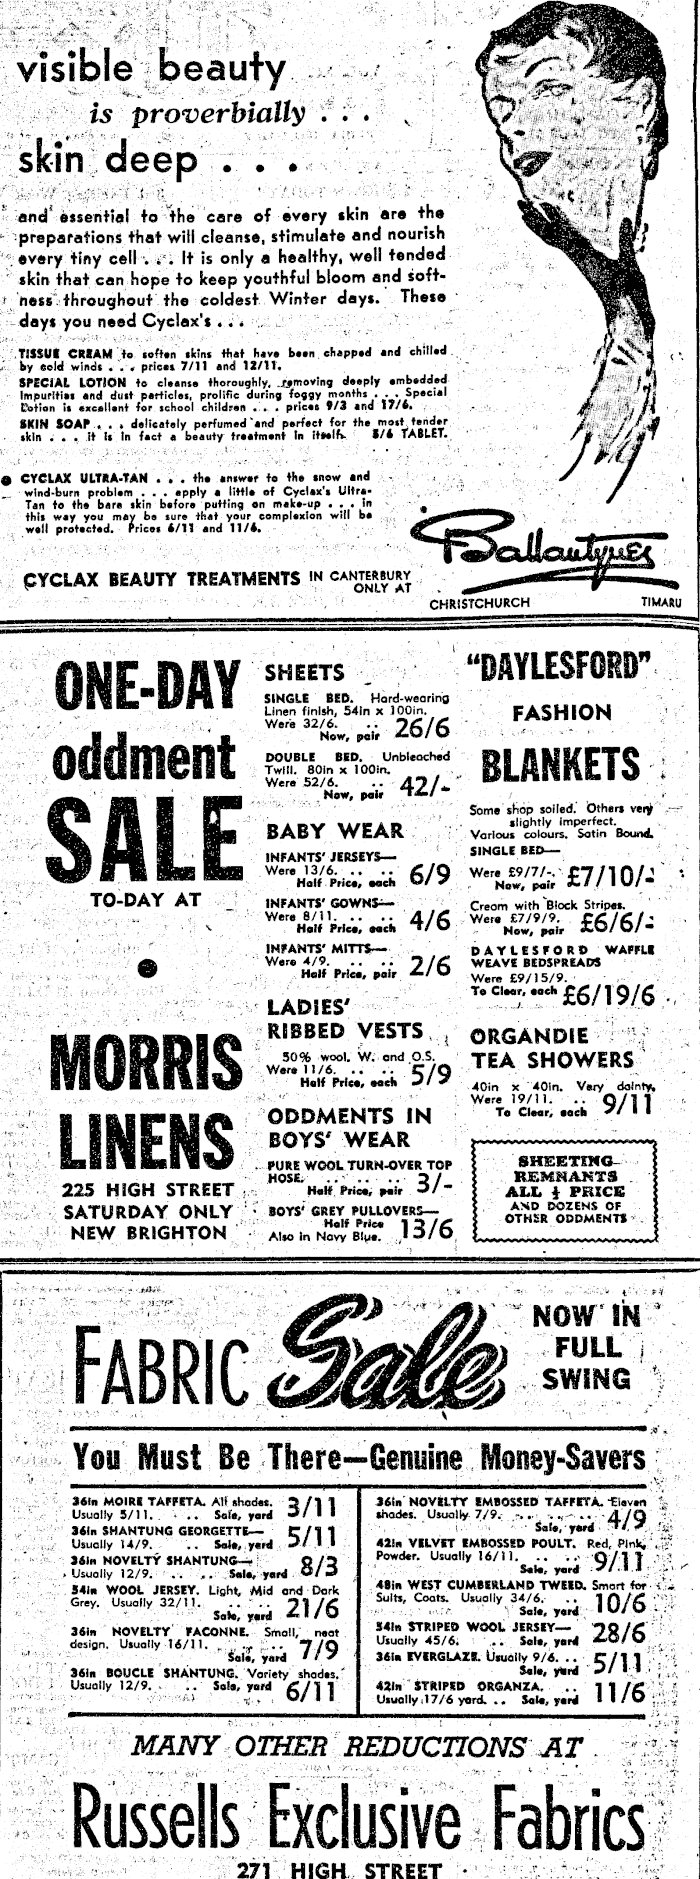 visible beauty
is proverbially . . .
skin deep . . .
and essential to the care of every skin are the
preparations that will cleanse, stimulate and nourish
every tiny cell . . . It is only a healthy, well tended
skin that can hope to keep youthful bloom and soft-
ness throughout the coldest Winter days. These
days you need Cyclax's . . .
TISSUE CREAM to soften skins that have been chapped and chilled
by cold winds . . . prices 7/11 and 12/11.
SPECIAL LOTION to cleanse thoroughly, removing deeply embedded
impurities and dust particles, prolific during foggy months . . . Special
Lotion is excellent for school children . . . prices 9/3 and 17/6.
SKIN SOAP . . . delicately perfumed and perfect for the most tender
skin . . . it is in fact a beauty treatment in itself. 5/6 TABLET.
● CYCLAX ULTRA-TAN . . . the answer to the snow and
wind-burn problem . . . apply a little of Cyclax's Ultra-
Tan to the bare skin before putting on make-up . . . in
this way you may be sure that your complexion will be
well protected. Prices 6/11 and 11/6.
CYCLAX BEAUTY TREATMENTS IN CANTERBURY
ONLY AT
Ballantynes
CHRISTCHURCH TIMARU
ONE-DAY
oddment
SALE
TO-DAY AT
●
MORRIS
LINENS
225 HIGH STREET
SATURDAY ONLY
NEW BRIGHTON
SHEETS
SINGLE BED. Hard-wearing
Linen finish, 54in x 100in.
Were 32/6. .. ..
Now, pair 26/6
DOUBLE BED. Unbleached
Twill. 80in x 100in.
Were 52/6. .. ..
Now, pair 42/-
BABY WEAR
INFANTS' JERSEYS—
Were 13/6. .. ..
Half Price, each 6/9
INFANTS' GOWNS—
Were 8/11. .. ..
Half Price, each 4/6
INFANTS' MITTS—
Were 4/9. .. ..
Half Price, pair 2/6
LADIES'
RIBBED VESTS
50% wool. W. and O.S.
Were 11/6. .. ..
Half Price, each 5/9
ODDMENTS IN
BOYS' WEAR
PURE WOOL TURN-OVER TOP
HOSE. .. .. ..
Half Price, pair 3/-
BOYS' GREY PULLOVERS—
Half Price
Also in Navy Blue. 13/6
"DAYLESFORD"
FASHION
BLANKETS
Some shop soiled. Others very
slightly imperfect.
Various colours. Satin Bound.
SINGLE BED—
Were £9/7/-. ..
Now, pair £7/10/-
Cream with Block Stripes.
Were £7/9/9. ..
Now, pair £6/6/-
DAYLESFORD WAFFLE
WEAVE BEDSPREADS
Were £9/15/9.
To Clear, each £6/19/6
ORGANDIE
TEA SHOWERS
40in x 40in. Very dainty.
Were 19/11. ..
To Clear, each 9/11
SHEETING
REMNANTS
ALL ½ PRICE
AND DOZENS OF
OTHER ODDMENTS
FABRIC Sale
NOW IN
FULL
SWING
You Must Be There—Genuine Money-Savers
36in MOIRE TAFFETA. All shades.
Usually 5/11. .. .. Sale, yard 3/11
36in SHANTUNG GEORGETTE—
Usually 14/9. .. Sale, yard 5/11
36in NOVELTY SHANTUNG—
Usually 12/9. .. .. Sale, yard 8/3
54in WOOL JERSEY. Light, Mid and Dark
Grey. Usually 32/11. .. ..
Sale, yard 21/6
36in NOVELTY FACONNE. Small, neat
design. Usually 16/11. .. ..
Sale, yard 7/9
36in BOUCLE SHANTUNG. Variety shades.
Usually 12/9. .. Sale, yard 6/11
36in NOVELTY EMBOSSED TAFFETA. Eleven
shades. Usually 7/9. .. .. ..
Sale, yard 4/9
42in VELVET EMBOSSED POULT. Red, Pink,
Powder. Usually 16/11. .. ..
Sale, yard 9/11
48in WEST CUMBERLAND TWEED. Smart for
Suits, Coats. Usually 34/6. ..
Sale, yard 10/6
54in STRIPED WOOL JERSEY—
Usually 45/6. .. Sale, yard 28/6
36in EVERGLAZE. Usually 9/6. ..
Sale, yard 5/11
42in STRIPED ORGANZA. ..
Usually 17/6 yard. .. Sale, yard 11/6
MANY OTHER REDUCTIONS AT
Russells Exclusive Fabrics
271 HIGH STREET